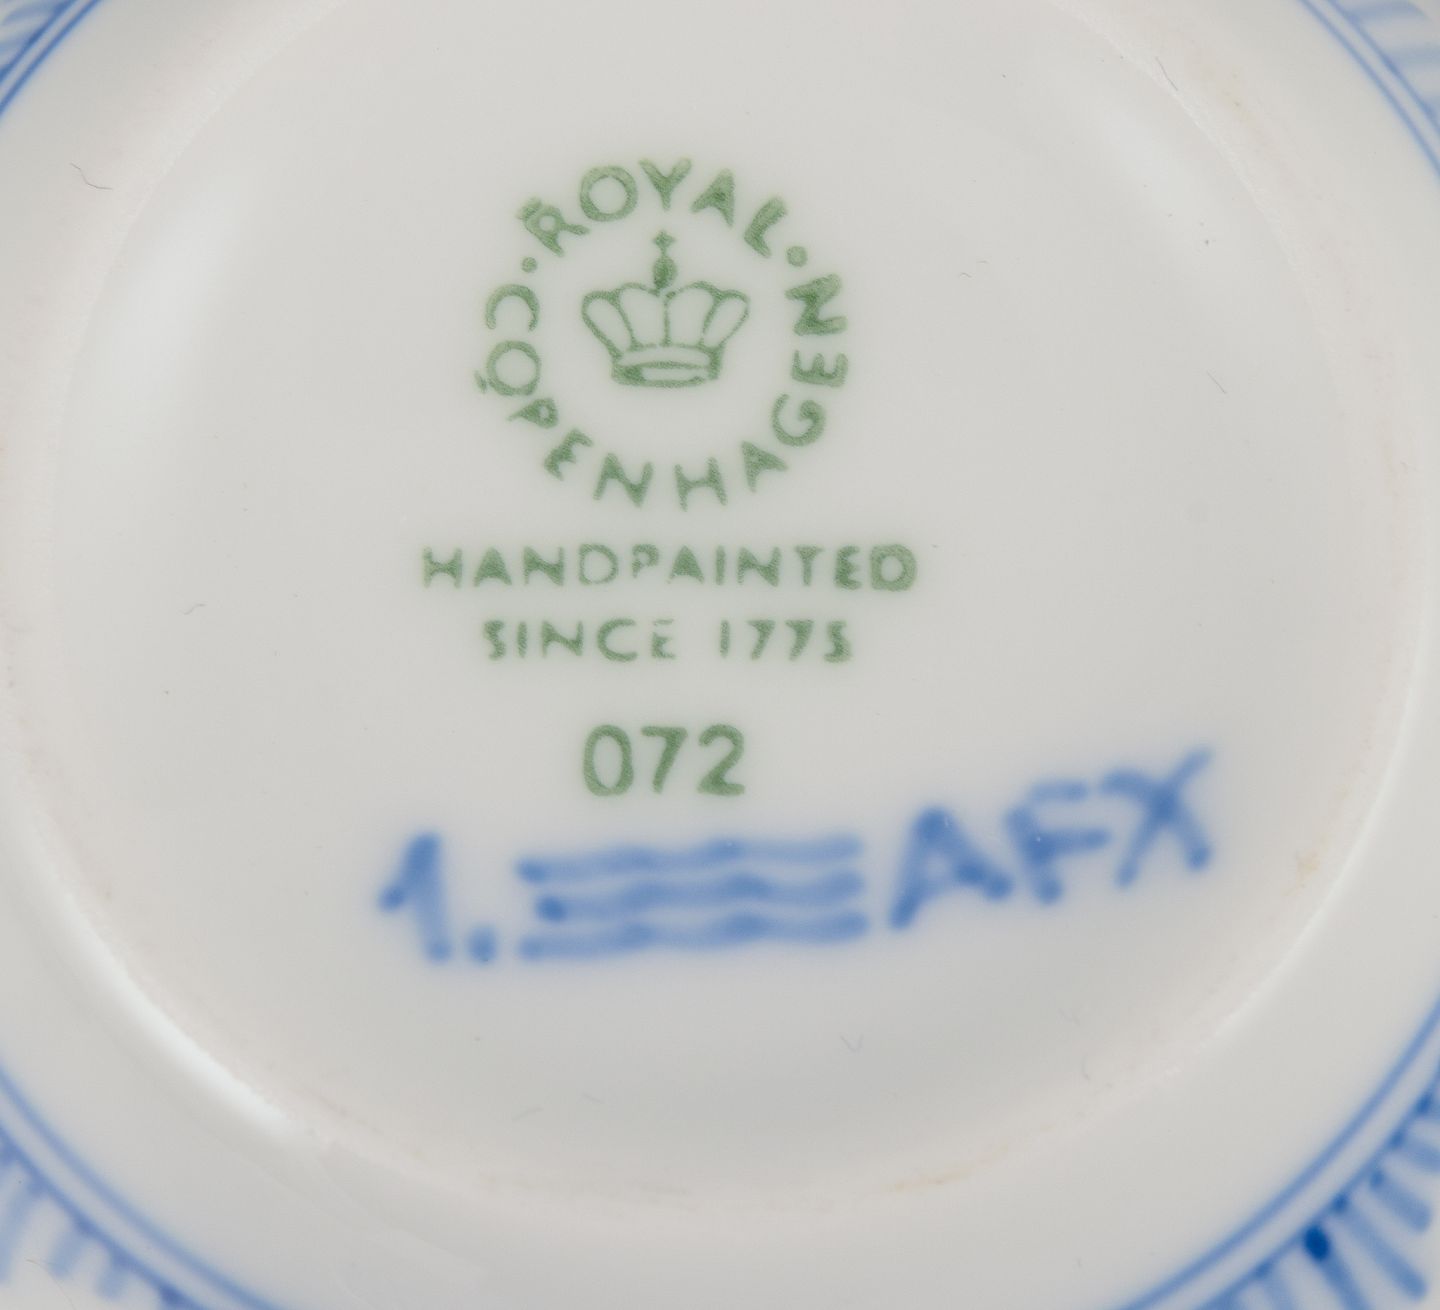 ROYAL · COPENHAGEN ·
HANDPAINTED
SINCE 1775
072
1. AFX